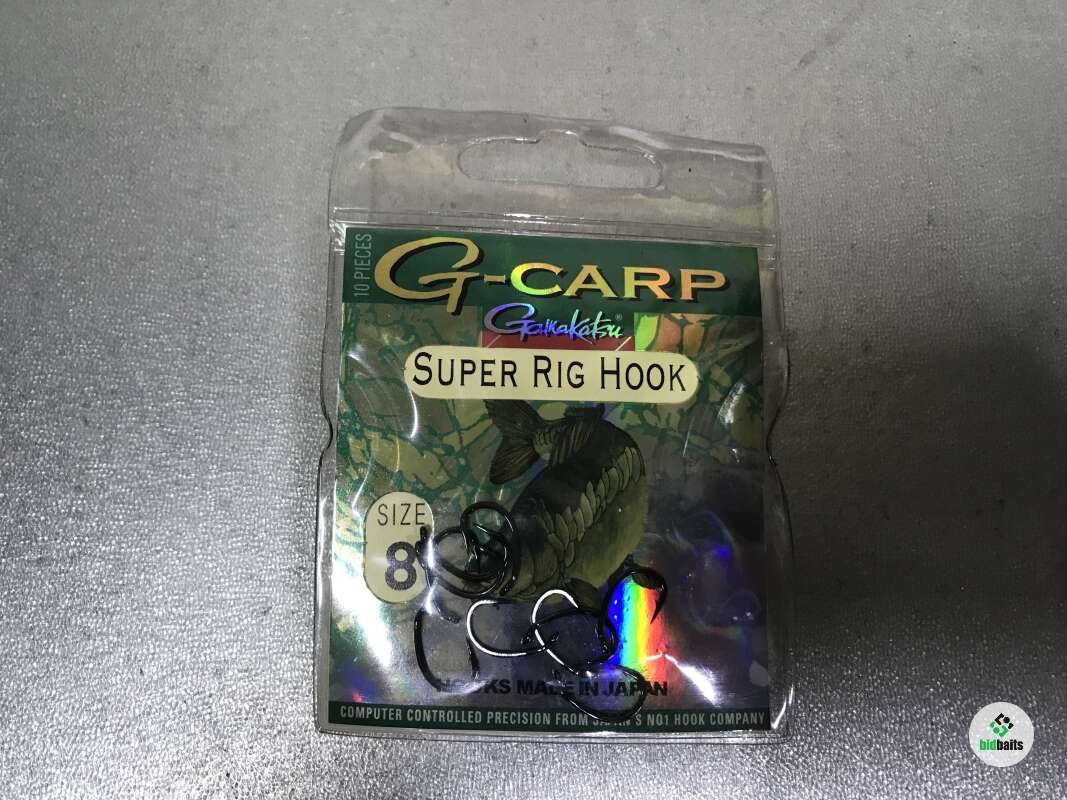 10 PIECES
G-CARP
Gamakatsu®
SUPER RIG HOOK
SIZE
8
HOOKS MADE IN JAPAN
COMPUTER CONTROLLED PRECISION FROM JAPAN'S NO1 HOOK COMPANY
bidbaits